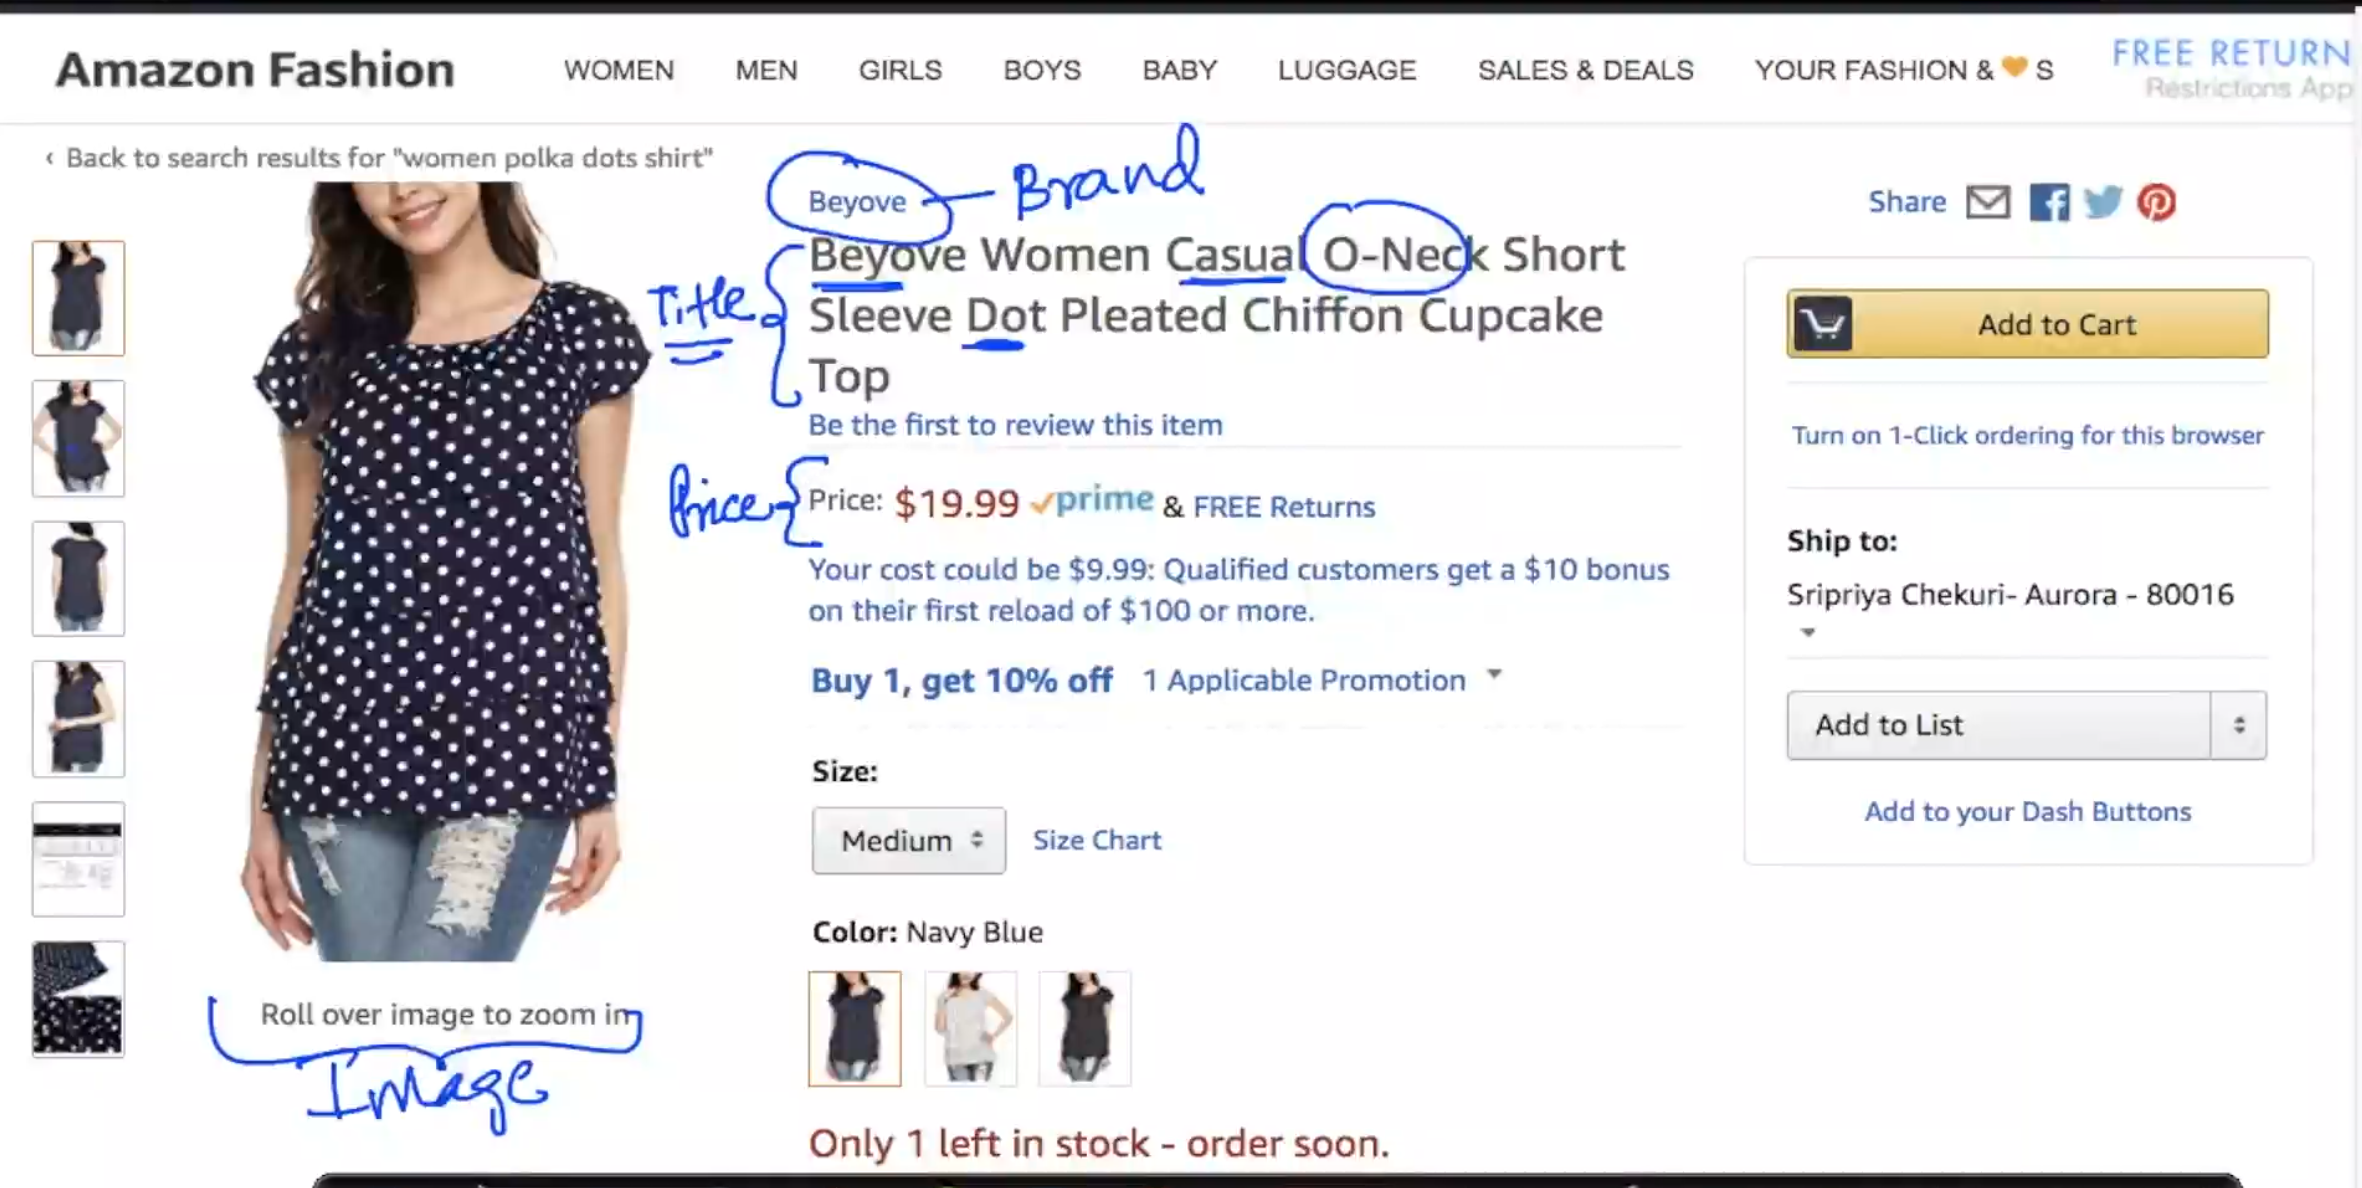 Amazon Fashion WOMEN MEN GIRLS BOYS BABY LUGGAGE SALES & DEALS YOUR FASHION & 🧡 S FREE RETURN
Restrictions App
‹ Back to search results for "women polka dots shirt"
Beyove
Brand
Beyove Women Casual O-Neck Short
Sleeve Dot Pleated Chiffon Cupcake
Top
Title
Be the first to review this item
Price
Price: $19.99 prime & FREE Returns
Your cost could be $9.99: Qualified customers get a $10 bonus
on their first reload of $100 or more.
Buy 1, get 10% off 1 Applicable Promotion
Size:
Medium Size Chart
Color: Navy Blue
Only 1 left in stock - order soon.
Roll over image to zoom in
Image
Share
Add to Cart
Turn on 1-Click ordering for this browser
Ship to:
Sripriya Chekuri- Aurora - 80016
Add to List
Add to your Dash Buttons